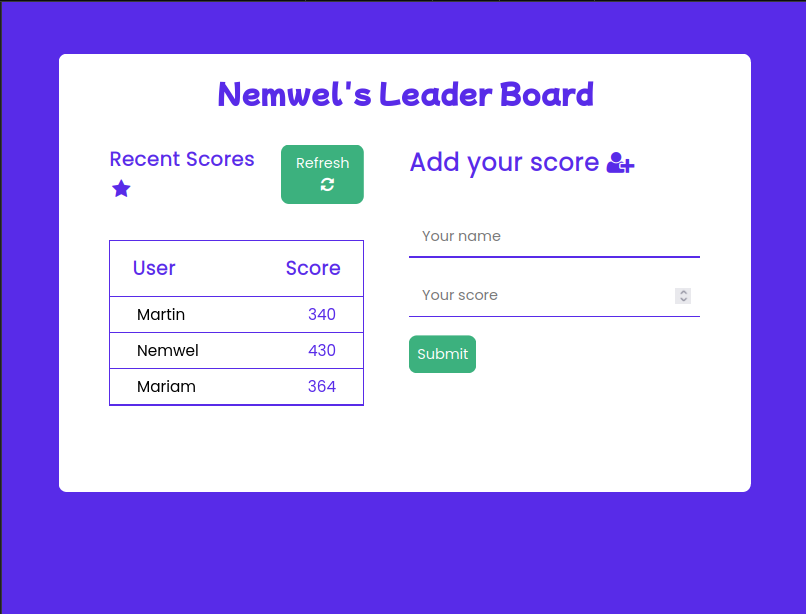 Nemwel's Leader Board
Recent Scores
Refresh
User Score
Martin 340
Nemwel 430
Mariam 364
Add your score
Your name
Your score
Submit